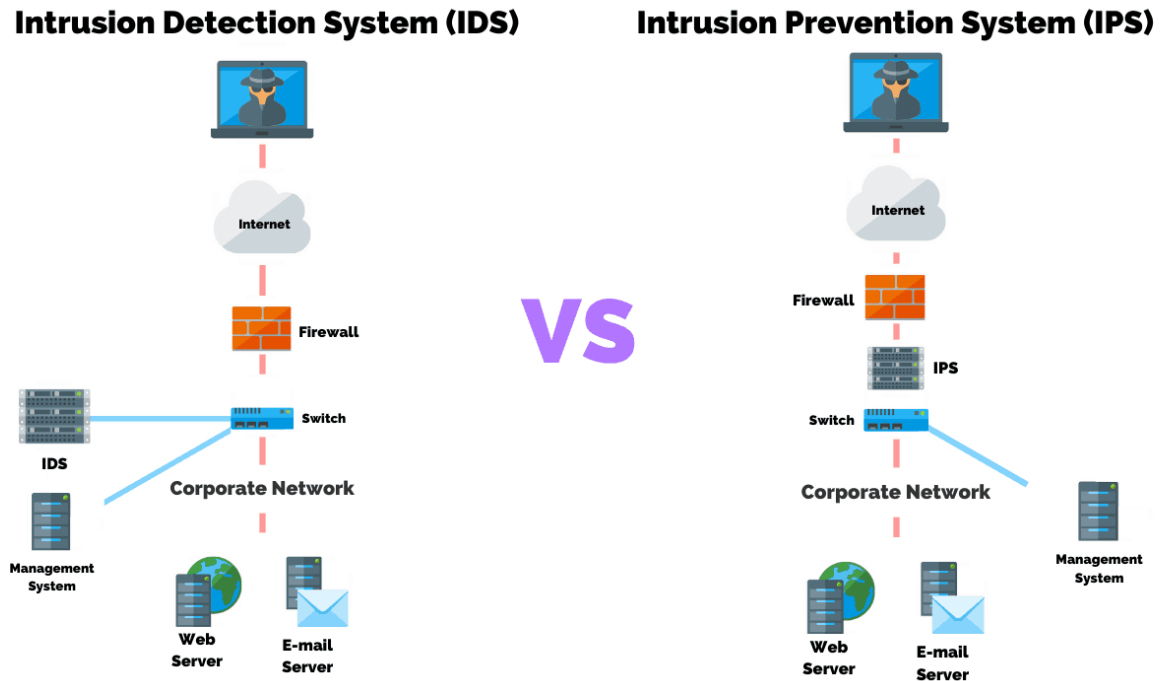 Intrusion Detection System (IDS)
Internet
Firewall
Switch
IDS
Corporate Network
Management
System
Web
Server
E-mail
Server
VS
Intrusion Prevention System (IPS)
Internet
Firewall
IPS
Switch
Corporate Network
Management
System
Web
Server
E-mail
Server